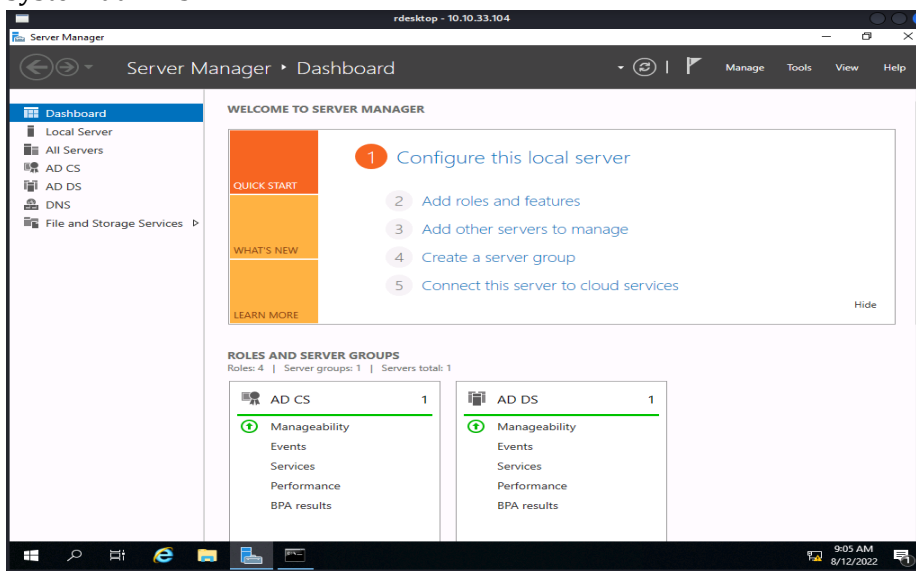 rdesktop - 10.10.33.104
Server Manager
Server Manager • Dashboard
Manage Tools View Help
Dashboard
Local Server
All Servers
AD CS
AD DS
DNS
File and Storage Services
WELCOME TO SERVER MANAGER
QUICK START
WHAT'S NEW
LEARN MORE
1 Configure this local server
2 Add roles and features
3 Add other servers to manage
4 Create a server group
5 Connect this server to cloud services
Hide
ROLES AND SERVER GROUPS
Roles: 4 | Server groups: 1 | Servers total: 1
AD CS 1
Manageability
Events
Services
Performance
BPA results
AD DS 1
Manageability
Events
Services
Performance
BPA results
9:05 AM
8/12/2022
1